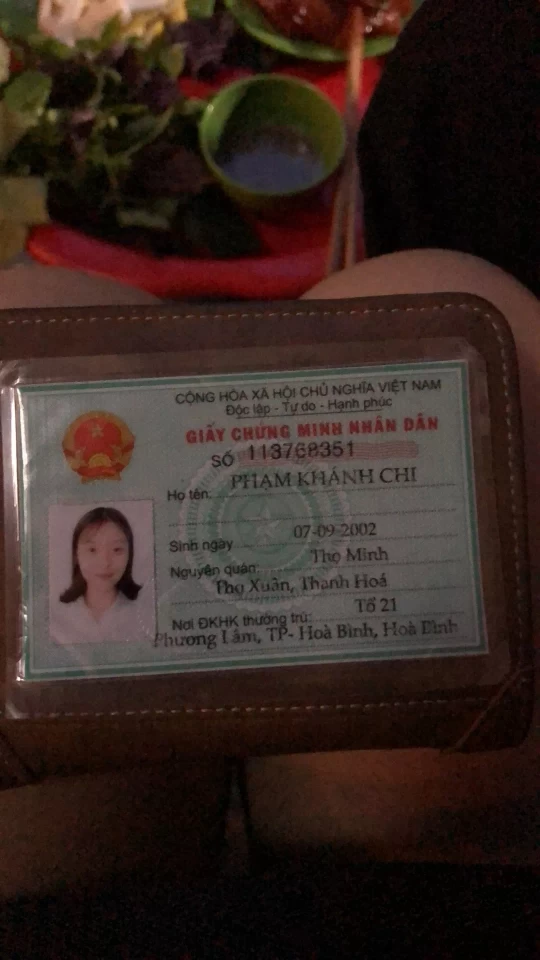 CỘNG HÒA XÃ HỘI CHỦ NGHĨA VIỆT NAM
Độc lập - Tự do - Hạnh phúc
GIẤY CHỨNG MINH NHÂN DÂN
SỐ 113768351
Họ tên: PHẠM KHÁNH CHI
Sinh ngày 07-09-2002
Nguyên quán: Thọ Minh
Thọ Xuân, Thanh Hoá
Nơi ĐKHK thường trú: Tổ 21
Phương Lâm, TP- Hoà Bình, Hoà Bình